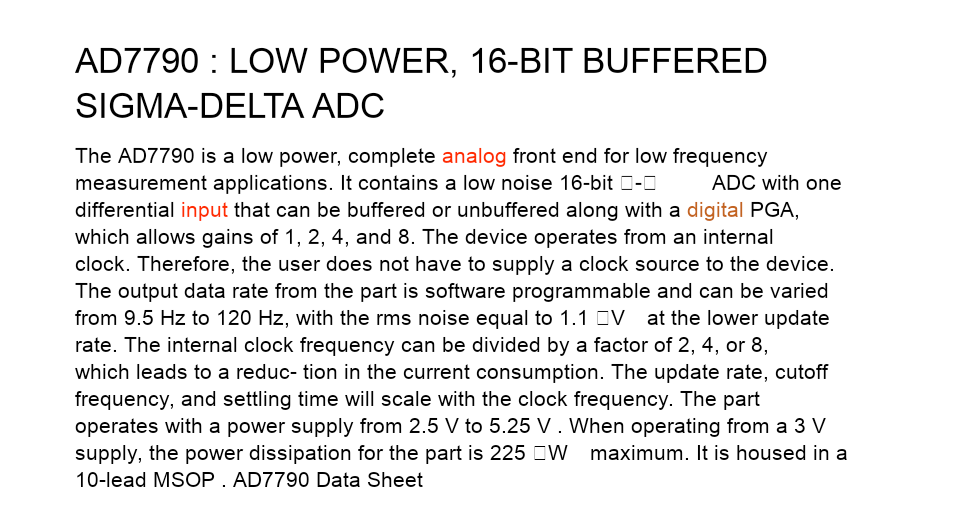 AD7790 : LOW POWER, 16-BIT BUFFERED
SIGMA-DELTA ADC
The AD7790 is a low power, complete analog front end for low frequency
measurement applications. It contains a low noise 16-bit □-□ ADC with one
differential input that can be buffered or unbuffered along with a digital PGA,
which allows gains of 1, 2, 4, and 8. The device operates from an internal
clock. Therefore, the user does not have to supply a clock source to the device.
The output data rate from the part is software programmable and can be varied
from 9.5 Hz to 120 Hz, with the rms noise equal to 1.1 □V at the lower update
rate. The internal clock frequency can be divided by a factor of 2, 4, or 8,
which leads to a reduc- tion in the current consumption. The update rate, cutoff
frequency, and settling time will scale with the clock frequency. The part
operates with a power supply from 2.5 V to 5.25 V . When operating from a 3 V
supply, the power dissipation for the part is 225 □W maximum. It is housed in a
10-lead MSOP . AD7790 Data Sheet